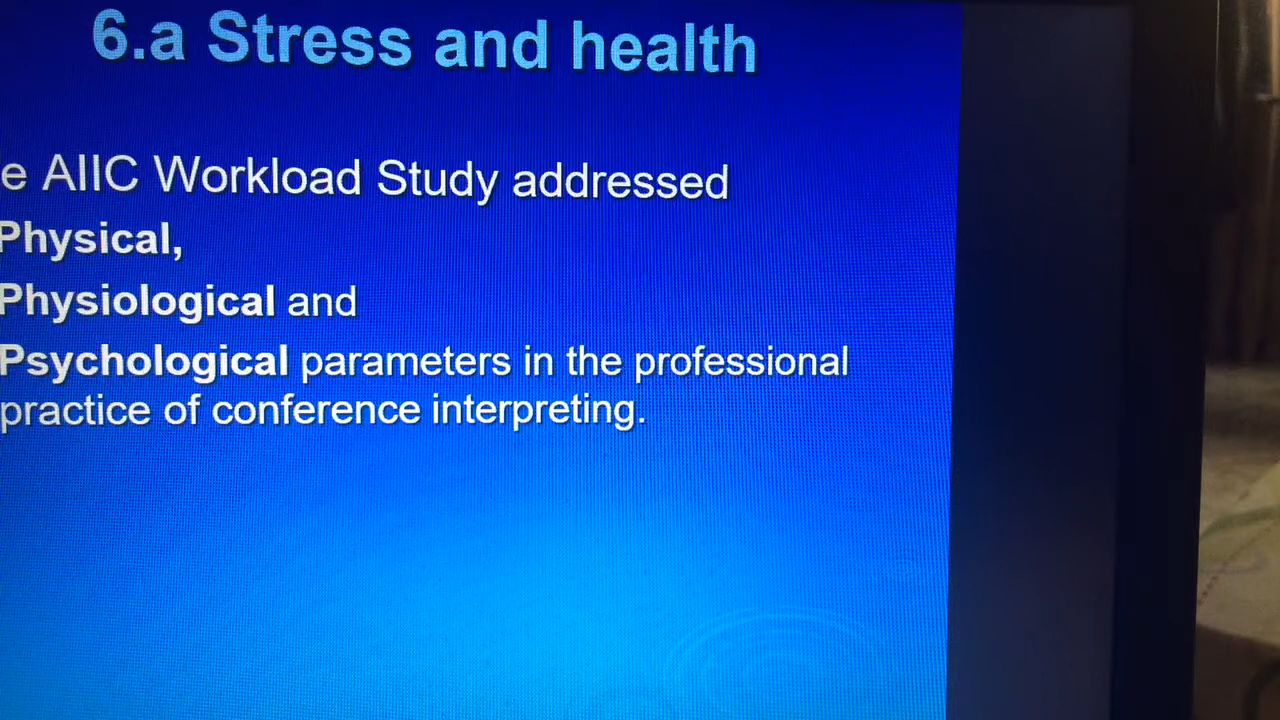 6.a Stress and health
e AIIC Workload Study addressed
Physical,
Physiological and
Psychological parameters in the professional
practice of conference interpreting.